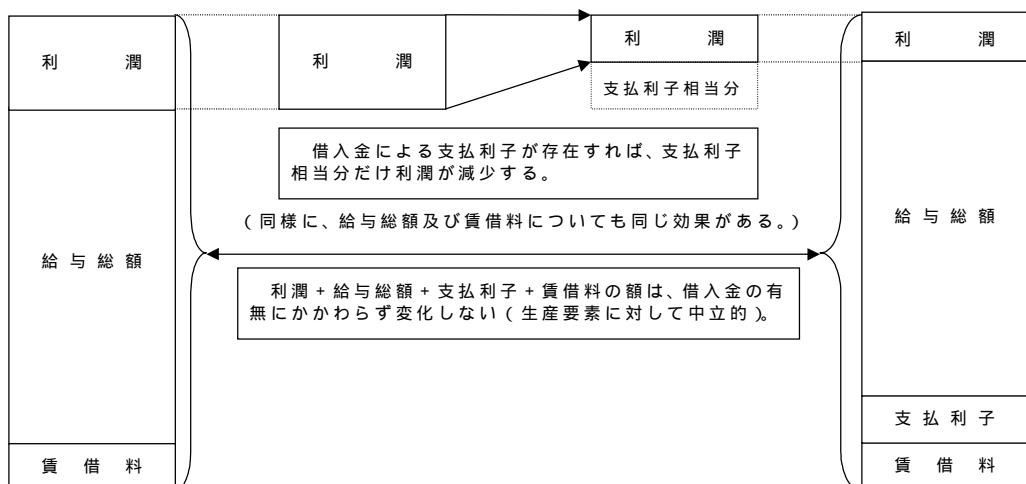 利潤
利潤
利潤
利潤
支払利子相当分
借入金による支払利子が存在すれば、支払利子
相当分だけ利潤が減少する。
(同様に、給与総額及び賃借料についても同じ効果がある。)
給与総額
給与総額
利潤+給与総額+支払利子+賃借料の額は、借入金の有
無にかかわらず変化しない(生産要素に対して中立的)。
支払利子
賃借料
賃借料